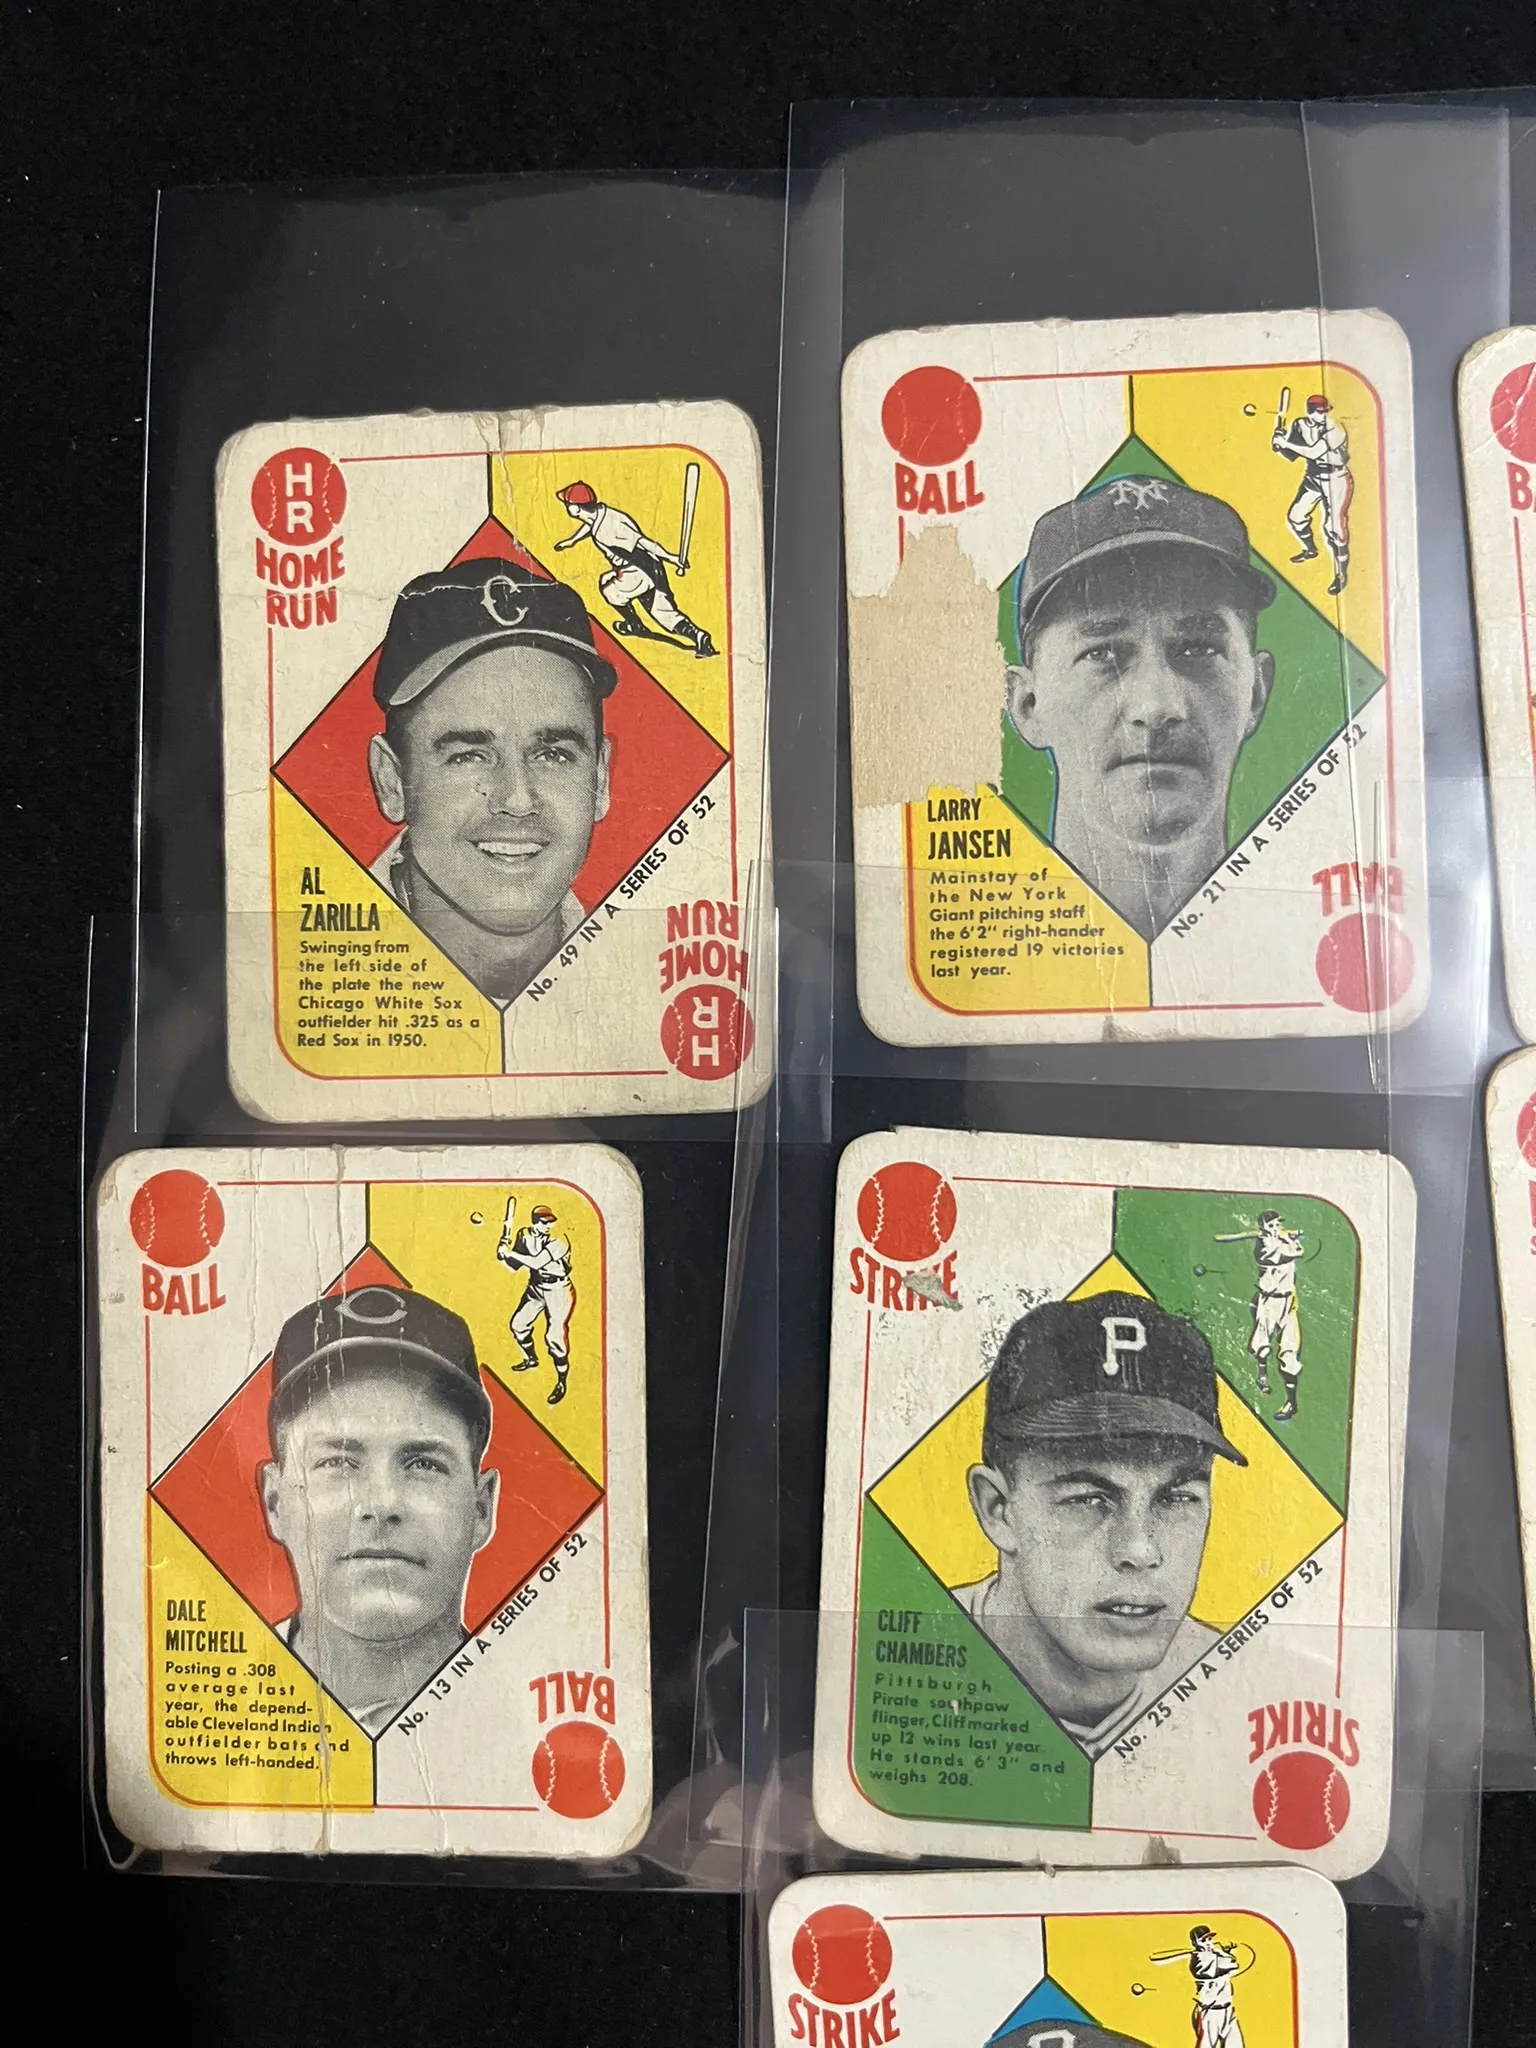 H
R
HOME
RUN
C
AL
ZARILLA
Swinging from
the left side of
the plate the new
Chicago White Sox
outfielder hit .325 as a
Red Sox in 1950.
No. 49 IN A SERIES OF 52
HOME
RUN
H
R
BALL
NY
LARRY
JANSEN
Mainstay of
the New York
Giant pitching staff
the 6'2" right-hander
registered 19 victories
last year.
No. 21 IN A SERIES OF 52
BALL
BALL
C
DALE
MITCHELL
Posting a .308
average last
year, the depend-
able Cleveland Indian
outfielder bats and
throws left-handed.
No. 13 IN A SERIES OF 52
BALL
STRIKE
P
CLIFF
CHAMBERS
Pittsburgh
Pirate southpaw
flinger, Cliff marked
up 12 wins last year.
He stands 6' 3" and
weighs 208.
No. 25 IN A SERIES OF 52
STRIKE
STRIKE